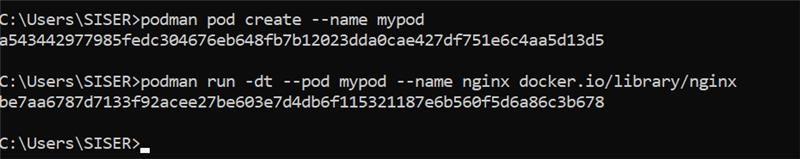 C:\Users\SISER>podman pod create --name mypod
a543442977985fedc304676eb648fb7b12023dda0cae427df751e6c4aa5d13d5
C:\Users\SISER>podman run -dt --pod mypod --name nginx docker.io/library/nginx
be7aa6787d7133f92acee27be603e7d4db6f115321187e6b560f5d6a86c3b678
C:\Users\SISER>